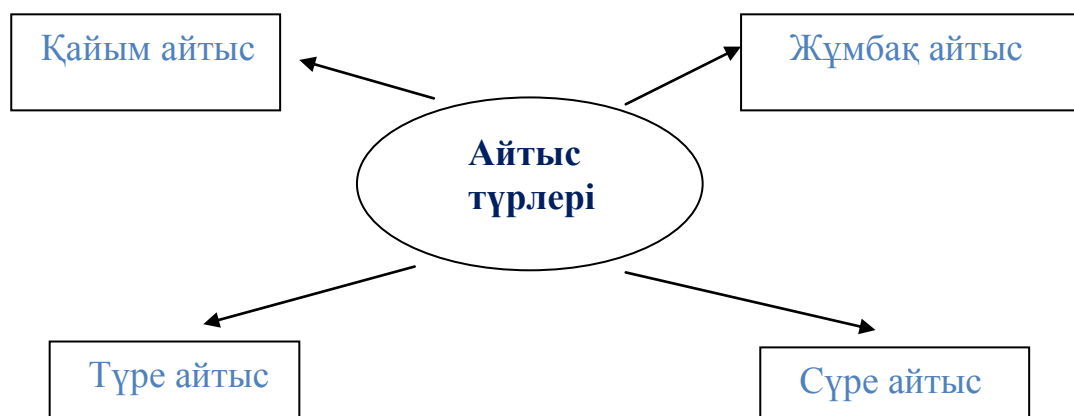 Қайым айтыс
Жұмбақ айтыс
Айтыс
түрлері
Түре айтыс
Сүре айтыс